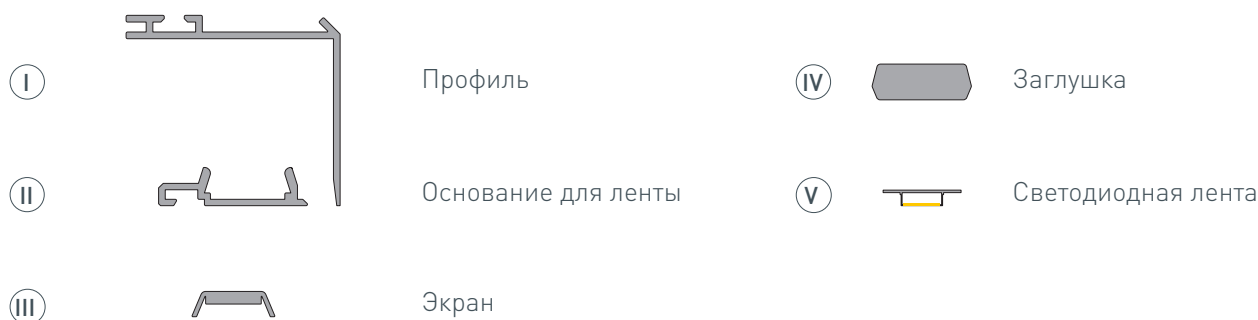 I
Профиль
II
Основание для ленты
III
Экран
IV
Заглушка
V
Светодиодная лента